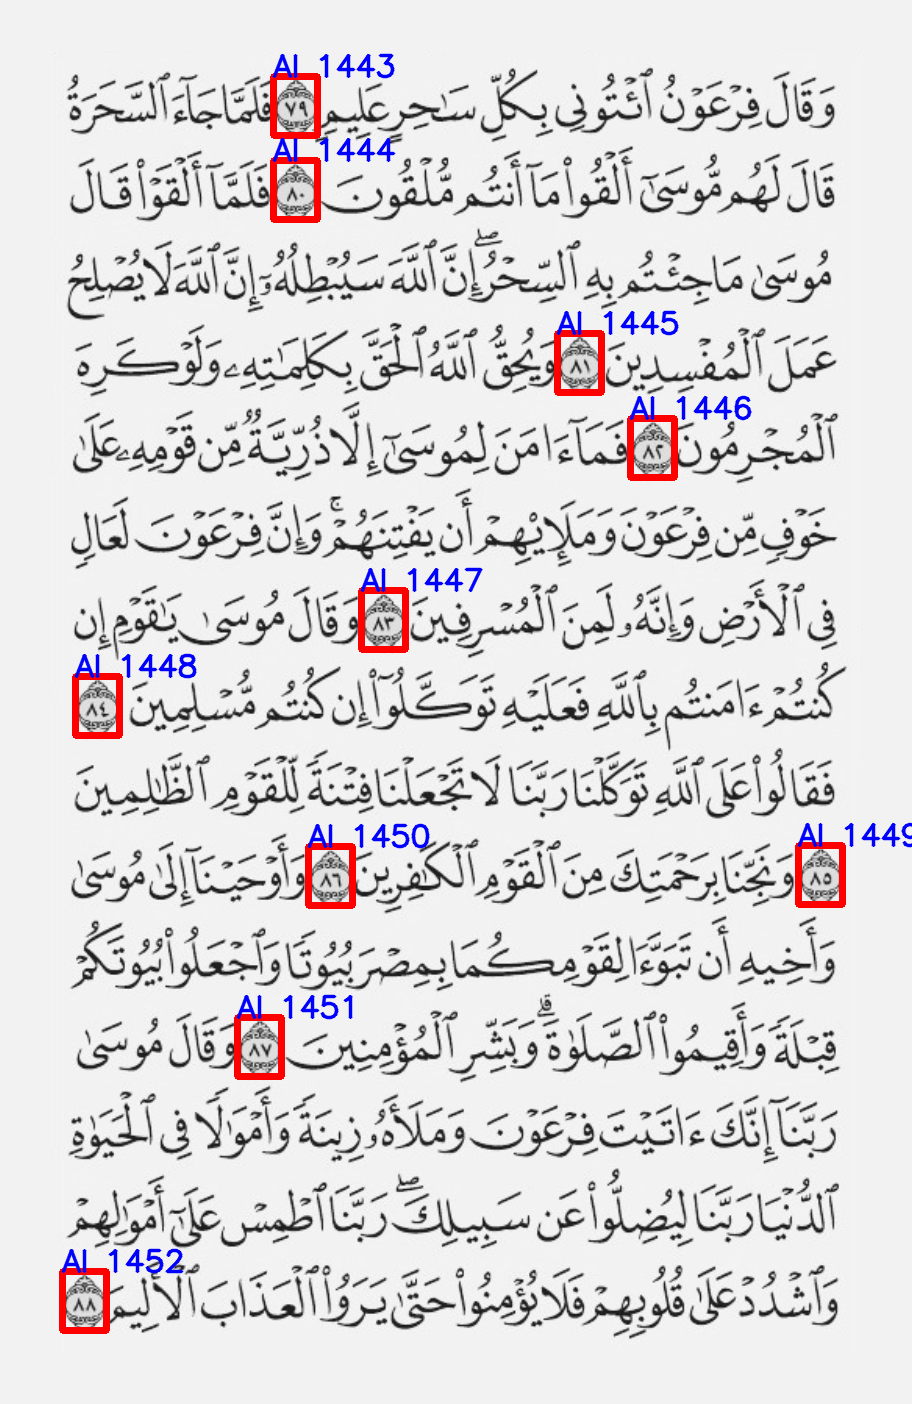 AI 1443
وَقَالَ فِرْعَوْنُ ٱئْتُونِى بِكُلِّ سَـٰحِرٍ عَلِيمٍ ٧٩ فَلَمَّا جَآءَ ٱلسَّحَرَةُ
AI 1444
قَالَ لَهُم مُّوسَىٰٓ أَلْقُوا۟ مَآ أَنتُم مُّلْقُونَ ٨٠ فَلَمَّآ أَلْقَوْا۟ قَالَ
مُوسَىٰ مَا جِئْتُم بِهِ ٱلسِّحْرُ ۖ إِنَّ ٱللَّهَ سَيُبْطِلُهُۥٓ إِنَّ ٱللَّهَ لَا يُصْلِحُ
AI 1445
عَمَلَ ٱلْمُفْسِدِينَ ٨١ وَيُحِقُّ ٱللَّهُ ٱلْحَقَّ بِكَلِمَـٰتِهِۦ وَلَوْ كَرِهَ
AI 1446
ٱلْمُجْرِمُونَ ٨٢ فَمَآ ءَامَنَ لِمُوسَىٰٓ إِلَّا ذُرِّيَّةٌ مِّن قَوْمِهِۦ عَلَىٰ
خَوْفٍ مِّن فِرْعَوْنَ وَمَلَإِي۟هِمْ أَن يَفْتِنَهُمْ ۚ وَإِنَّ فِرْعَوْنَ لَعَالٍ
AI 1447
فِى ٱلْأَرْضِ وَإِنَّهُۥ لَمِنَ ٱلْمُسْرِفِينَ ٨٣ وَقَالَ مُوسَىٰ يَـٰقَوْمِ إِن
AI 1448
كُنتُمْ ءَامَنتُم بِٱللَّهِ فَعَلَيْهِ تَوَكَّلُوٓا۟ إِن كُنتُم مُّسْلِمِينَ ٨٤
فَقَالُوا۟ عَلَى ٱللَّهِ تَوَكَّلْنَا رَبَّنَا لَا تَجْعَلْنَا فِتْنَةً لِّلْقَوْمِ ٱلظَّـٰلِمِينَ
AI 1449 AI 1450
٨٥ وَنَجِّنَا بِرَحْمَتِكَ مِنَ ٱلْقَوْمِ ٱلْكَـٰفِرِينَ ٨٦ وَأَوْحَيْنَآ إِلَىٰ مُوسَىٰ
وَأَخِيهِ أَن تَبَوَّءَا لِقَوْمِكُمَا بِمِصْرَ بُيُوتًا وَٱجْعَلُوا۟ بُيُوتَكُمْ
AI 1451
قِبْلَةً وَأَقِيمُوا۟ ٱلصَّلَوٰةَ ۗ وَبَشِّرِ ٱلْمُؤْمِنِينَ ٨٧ وَقَالَ مُوسَىٰ
رَبَّنَآ إِنَّكَ ءَاتَيْتَ فِرْعَوْنَ وَمَلَأَهُۥ زِينَةً وَأَمْوَٰلًا فِى ٱلْحَيَوٰةِ
ٱلدُّنْيَا رَبَّنَا لِيُضِلُّوا۟ عَن سَبِيلِكَ ۖ رَبَّنَا ٱطْمِسْ عَلَىٰٓ أَمْوَٰلِهِمْ
AI 1452
وَٱشْدُدْ عَلَىٰ قُلُوبِهِمْ فَلَا يُؤْمِنُوا۟ حَتَّىٰ يَرَوُا۟ ٱلْعَذَابَ ٱلْأَلِيمَ ٨٨